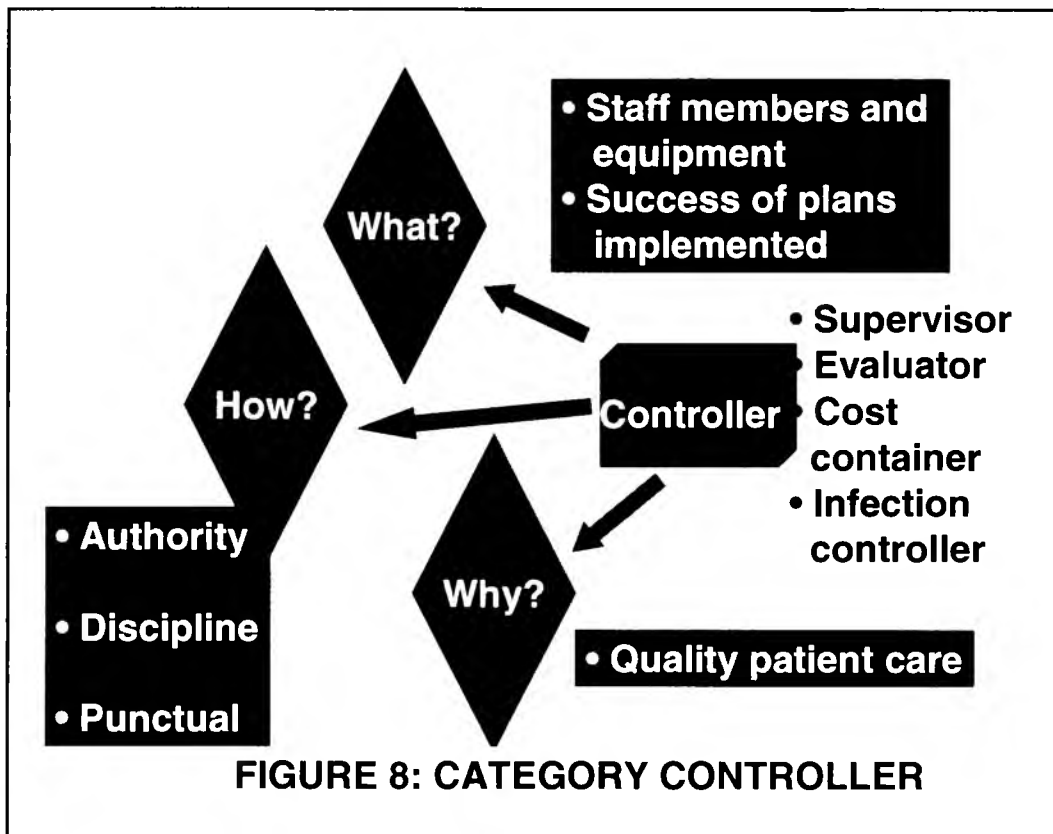 What?
• Staff members and
equipment
• Success of plans
implemented
How?
• Authority
• Discipline
• Punctual
Controller
• Supervisor
• Evaluator
• Cost
container
• Infection
controller
Why?
• Quality patient care
FIGURE 8: CATEGORY CONTROLLER